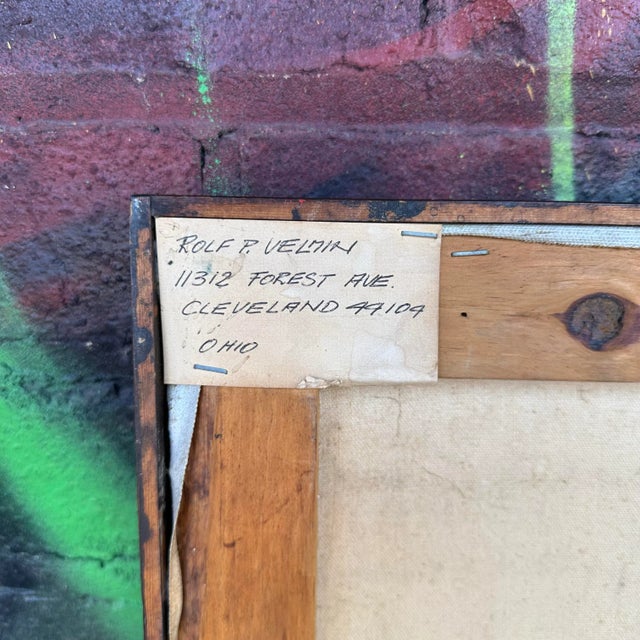 ROLF P. VELMIN
11312 FOREST AVE.
CLEVELAND 44104
OHIO